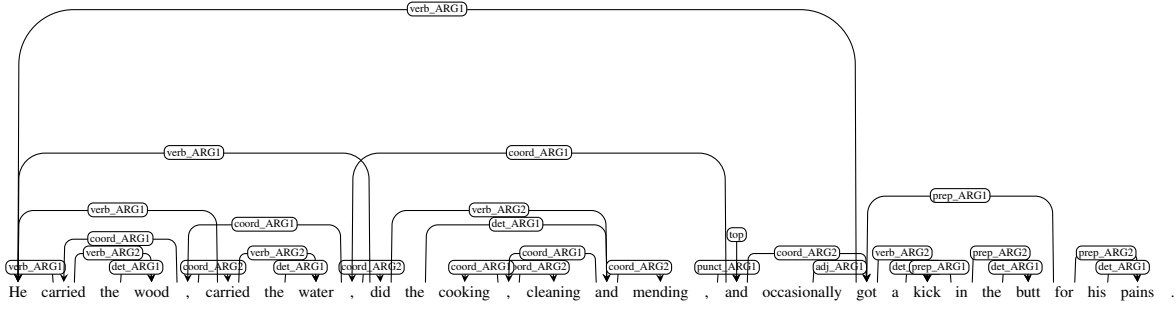 verb_ARG1
verb_ARG1 coord_ARG1
prep_ARG1
verb_ARG1 verb_ARG2
coord_ARG1 det_ARG1
coord_ARG1 top
verb_ARG2 verb_ARG2 coord_ARG1 coord_ARG2 verb_ARG2 prep_ARG2 prep_ARG2
verb_ARG1 det_ARG1 coord_ARG2 det_ARG1 coord_ARG2 coord_ARG1 coord_ARG2 punct_ARG1 adj_ARG1 prep_ARG1 det_ARG1 det_ARG1
He carried the wood , carried the water , did the cooking , cleaning and mending , and occasionally got a kick in the butt for his pains .